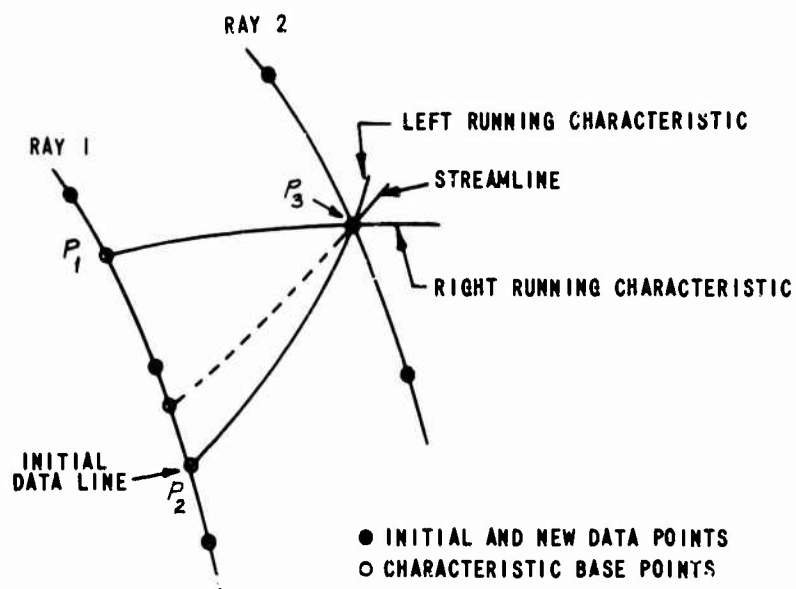 RAY 2
LEFT RUNNING CHARACTERISTIC
RAY 1
STREAMLINE
P3
P1
RIGHT RUNNING CHARACTERISTIC
INITIAL
DATA LINE
P2
● INITIAL AND NEW DATA POINTS
○ CHARACTERISTIC BASE POINTS